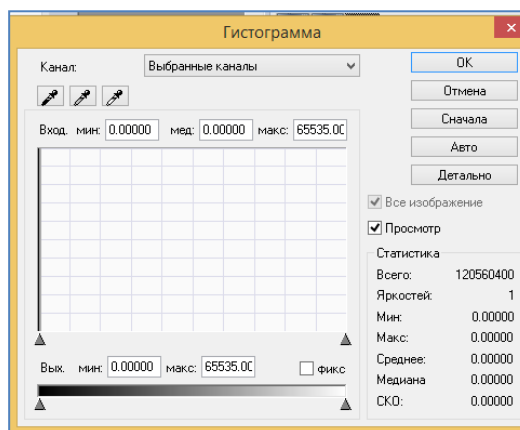 Гистограмма
Канал: Выбранные каналы
OK
Отмена
Сначала
Авто
Детально
Вход. мин: 0.00000 мед: 0.00000 макс: 65535.0C
Все изображение
Просмотр
Статистика
Всего: 120560400
Яркостей: 1
Мин: 0.00000
Макс: 0.00000
Среднее: 0.00000
Медиана 0.00000
СКО: 0.00000
Вых. мин: 0.00000 макс: 65535.0C
фикс